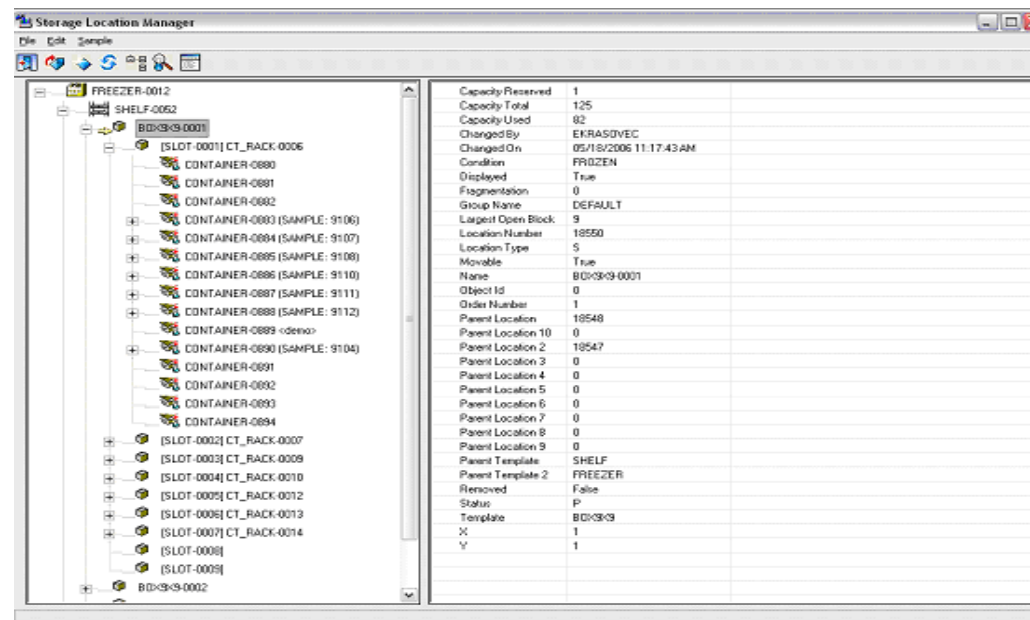 Storage Location Manager
File Edit Sample
FREEZER-0012
SHELF-0052
BOX9X9-0001
[SLOT-0001] CT_RACK-0006
CONTAINER-0880
CONTAINER-0881
CONTAINER-0882
CONTAINER-0883 (SAMPLE: 9106)
CONTAINER-0884 (SAMPLE: 9107)
CONTAINER-0885 (SAMPLE: 9108)
CONTAINER-0886 (SAMPLE: 9110)
CONTAINER-0887 (SAMPLE: 9111)
CONTAINER-0888 (SAMPLE: 9112)
CONTAINER-0889 <demo>
CONTAINER-0890 (SAMPLE: 9104)
CONTAINER-0891
CONTAINER-0892
CONTAINER-0893
CONTAINER-0894
[SLOT-0002] CT_RACK-0007
[SLOT-0003] CT_RACK-0009
[SLOT-0004] CT_RACK-0010
[SLOT-0005] CT_RACK-0012
[SLOT-0006] CT_RACK-0013
[SLOT-0007] CT_RACK-0014
[SLOT-0008]
[SLOT-0009]
BOX9X9-0002
Capacity Reserved 1
Capacity Total 125
Capacity Used 82
Changed By EKRASOVEC
Changed On 05/18/2006 11:17:43 AM
Condition FROZEN
Displayed True
Fragmentation 0
Group Name DEFAULT
Largest Open Block 9
Location Number 18550
Location Type S
Movable True
Name BOX9X9-0001
Object Id 0
Order Number 1
Parent Location 18548
Parent Location 10 0
Parent Location 2 18547
Parent Location 3 0
Parent Location 4 0
Parent Location 5 0
Parent Location 6 0
Parent Location 7 0
Parent Location 8 0
Parent Location 9 0
Parent Template SHELF
Parent Template 2 FREEZER
Removed False
Status P
Template BOX9X9
X 1
Y 1